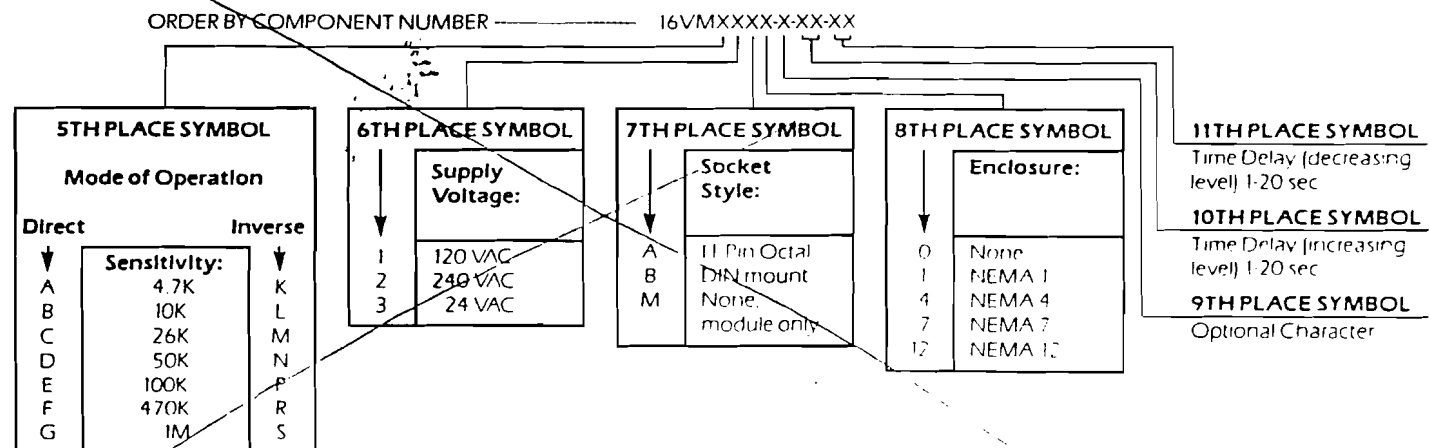 ORDER BY COMPONENT NUMBER 16VMXXXX-X-XX-XX
5TH PLACE SYMBOL
Mode of Operation
Direct Inverse
Sensitivity:
A 4.7K K
B 10K L
C 26K M
D 50K N
E 100K P
F 470K R
G 1M S
6TH PLACE SYMBOL
Supply
Voltage:
1 120 VAC
2 240 VAC
3 24 VAC
7TH PLACE SYMBOL
Socket
Style:
A 11 Pin Octal
B DIN mount
M None,
module only
8TH PLACE SYMBOL
Enclosure:
0 None
1 NEMA 1
4 NEMA 4
7 NEMA 7
12 NEMA 12
11TH PLACE SYMBOL
Time Delay (decreasing
level) 1-20 sec
10TH PLACE SYMBOL
Time Delay (increasing
level) 1-20 sec
9TH PLACE SYMBOL
Optional Character